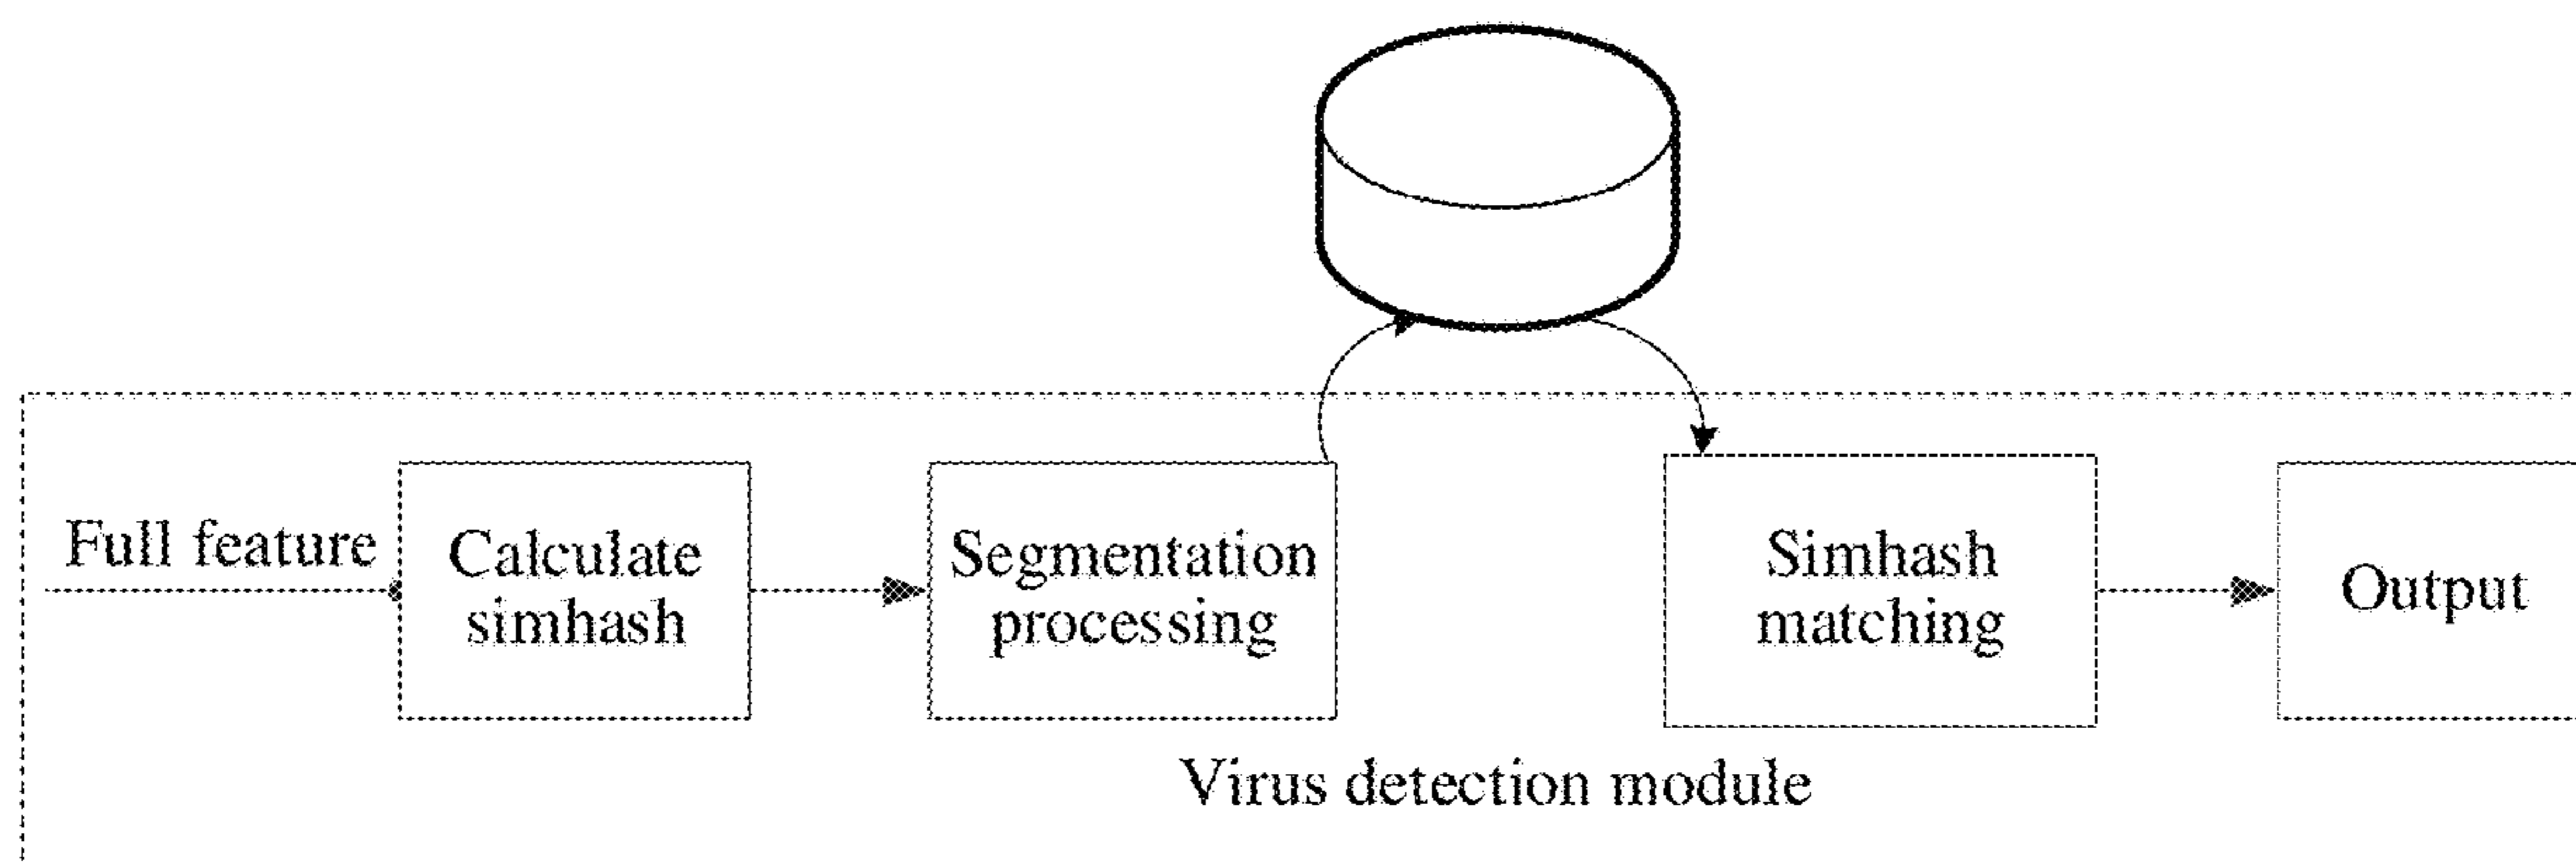 Full feature
Calculate
simhash
Segmentation
processing
Simhash
matching
Output
Virus detection module